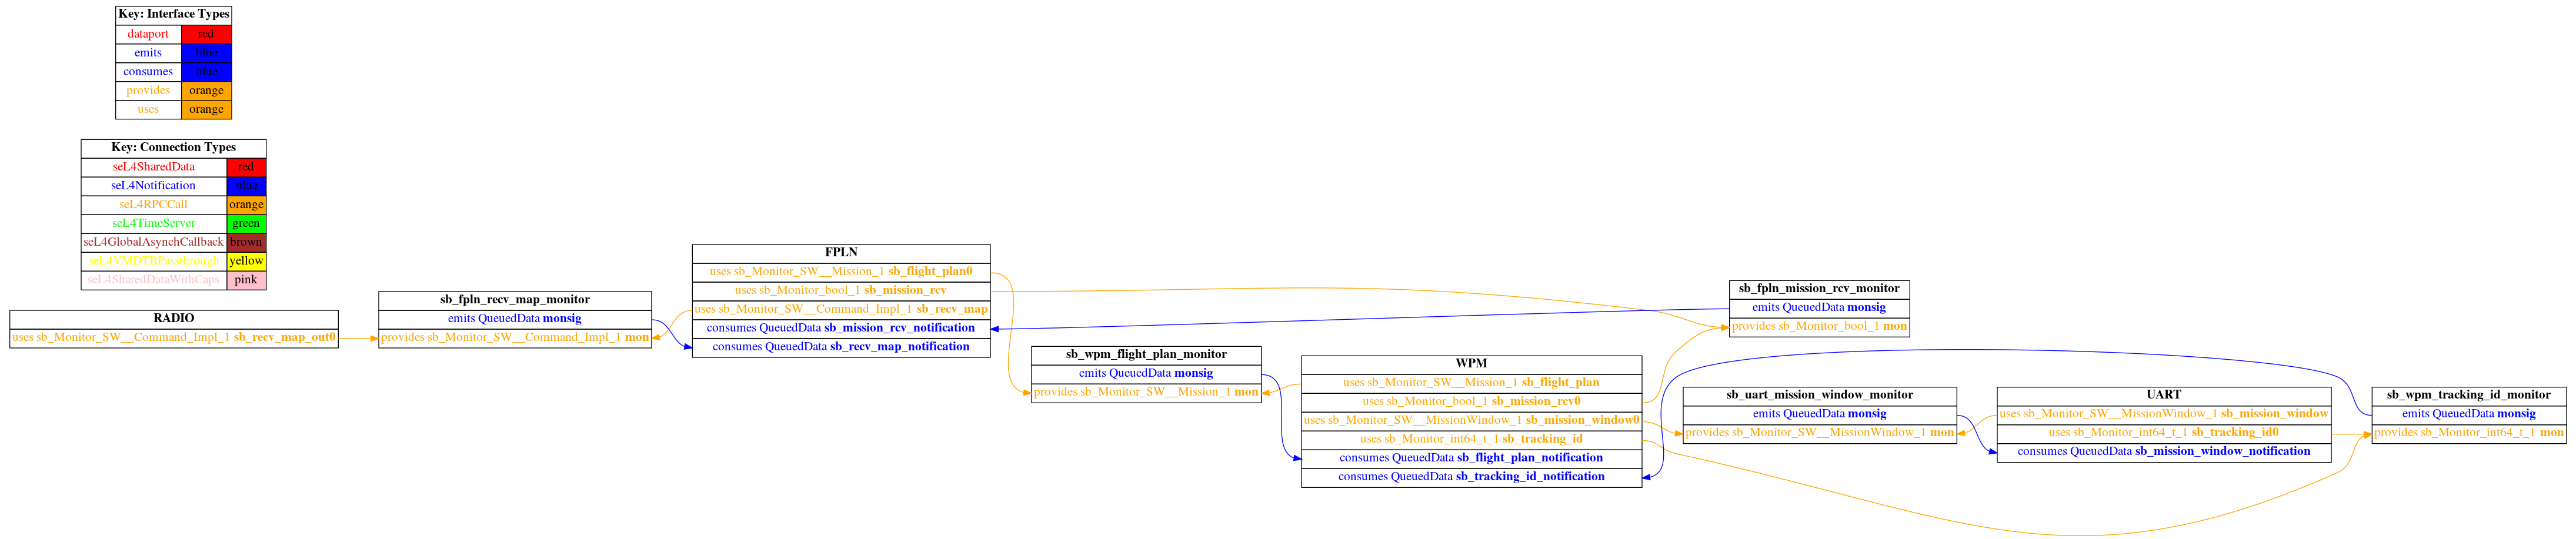 Key: Interface Types
dataport red
emits blue
consumes blue
provides orange
uses orange
Key: Connection Types
seL4SharedData red
seL4Notification blue
seL4RPCCall orange
seL4TimeServer green
seL4GlobalAsynchCallback brown
seL4VMDTBPassthrough yellow
seL4SharedDataWithCaps pink
RADIO
uses sb_Monitor_SW__Command_Impl_1 sb_recv_map_out0
sb_fpln_recv_map_monitor
emits QueuedData monsig
provides sb_Monitor_SW__Command_Impl_1 mon
FPLN
uses sb_Monitor_SW__Mission_1 sb_flight_plan0
uses sb_Monitor_bool_1 sb_mission_rcv
uses sb_Monitor_SW__Command_Impl_1 sb_recv_map
consumes QueuedData sb_mission_rcv_notification
consumes QueuedData sb_recv_map_notification
sb_wpm_flight_plan_monitor
emits QueuedData monsig
provides sb_Monitor_SW__Mission_1 mon
WPM
uses sb_Monitor_SW__Mission_1 sb_flight_plan
uses sb_Monitor_bool_1 sb_mission_rcv0
uses sb_Monitor_SW__MissionWindow_1 sb_mission_window0
uses sb_Monitor_int64_t_1 sb_tracking_id
consumes QueuedData sb_flight_plan_notification
consumes QueuedData sb_tracking_id_notification
sb_fpln_mission_rcv_monitor
emits QueuedData monsig
provides sb_Monitor_bool_1 mon
sb_uart_mission_window_monitor
emits QueuedData monsig
provides sb_Monitor_SW__MissionWindow_1 mon
UART
uses sb_Monitor_SW__MissionWindow_1 sb_mission_window
uses sb_Monitor_int64_t_1 sb_tracking_id0
consumes QueuedData sb_mission_window_notification
sb_wpm_tracking_id_monitor
emits QueuedData monsig
provides sb_Monitor_int64_t_1 mon